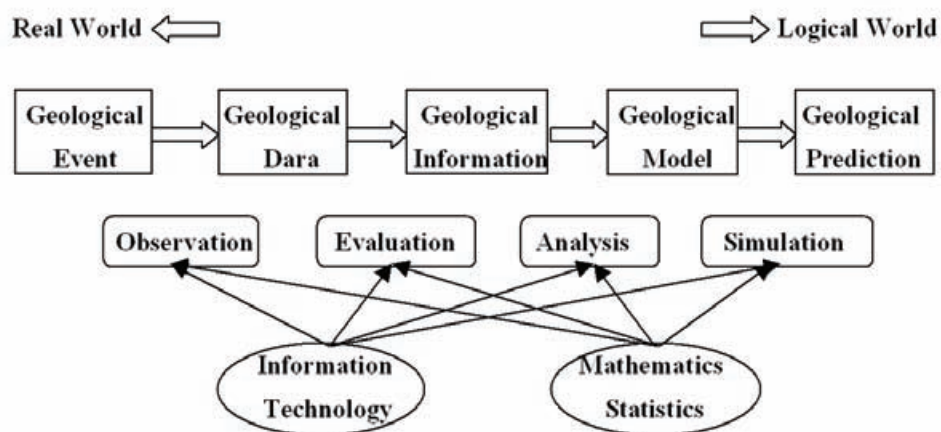 Real World
Logical World
Geological
Event
Geological
Dara
Geological
Information
Geological
Model
Geological
Prediction
Observation
Evaluation
Analysis
Simulation
Information
Technology
Mathematics
Statistics